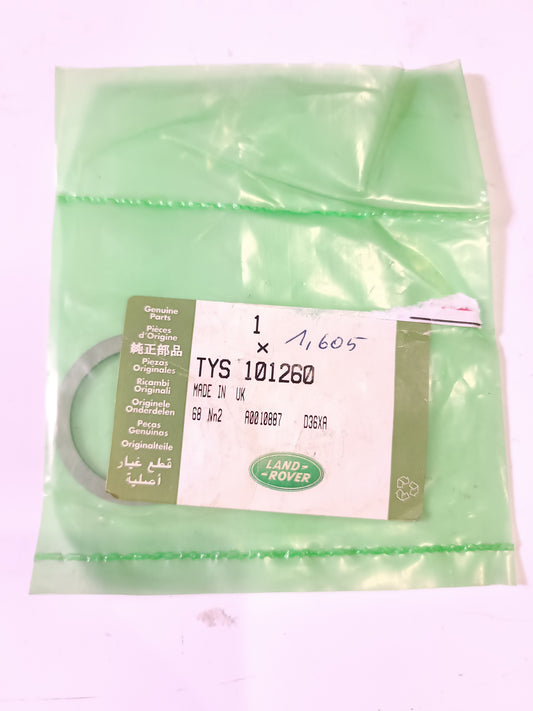 Genuine
Parts
Pièces
d'Origine
純正部品
Piezas
Originales
Ricambi
Originali
Originele
Onderdelen
Peças
Genuinas
Originalteile
قطع غيار
أصلية
1
x
1,605
TYS 101260
MADE IN UK
68 Nn2 A0010887 D36XA
LAND-
-ROVER